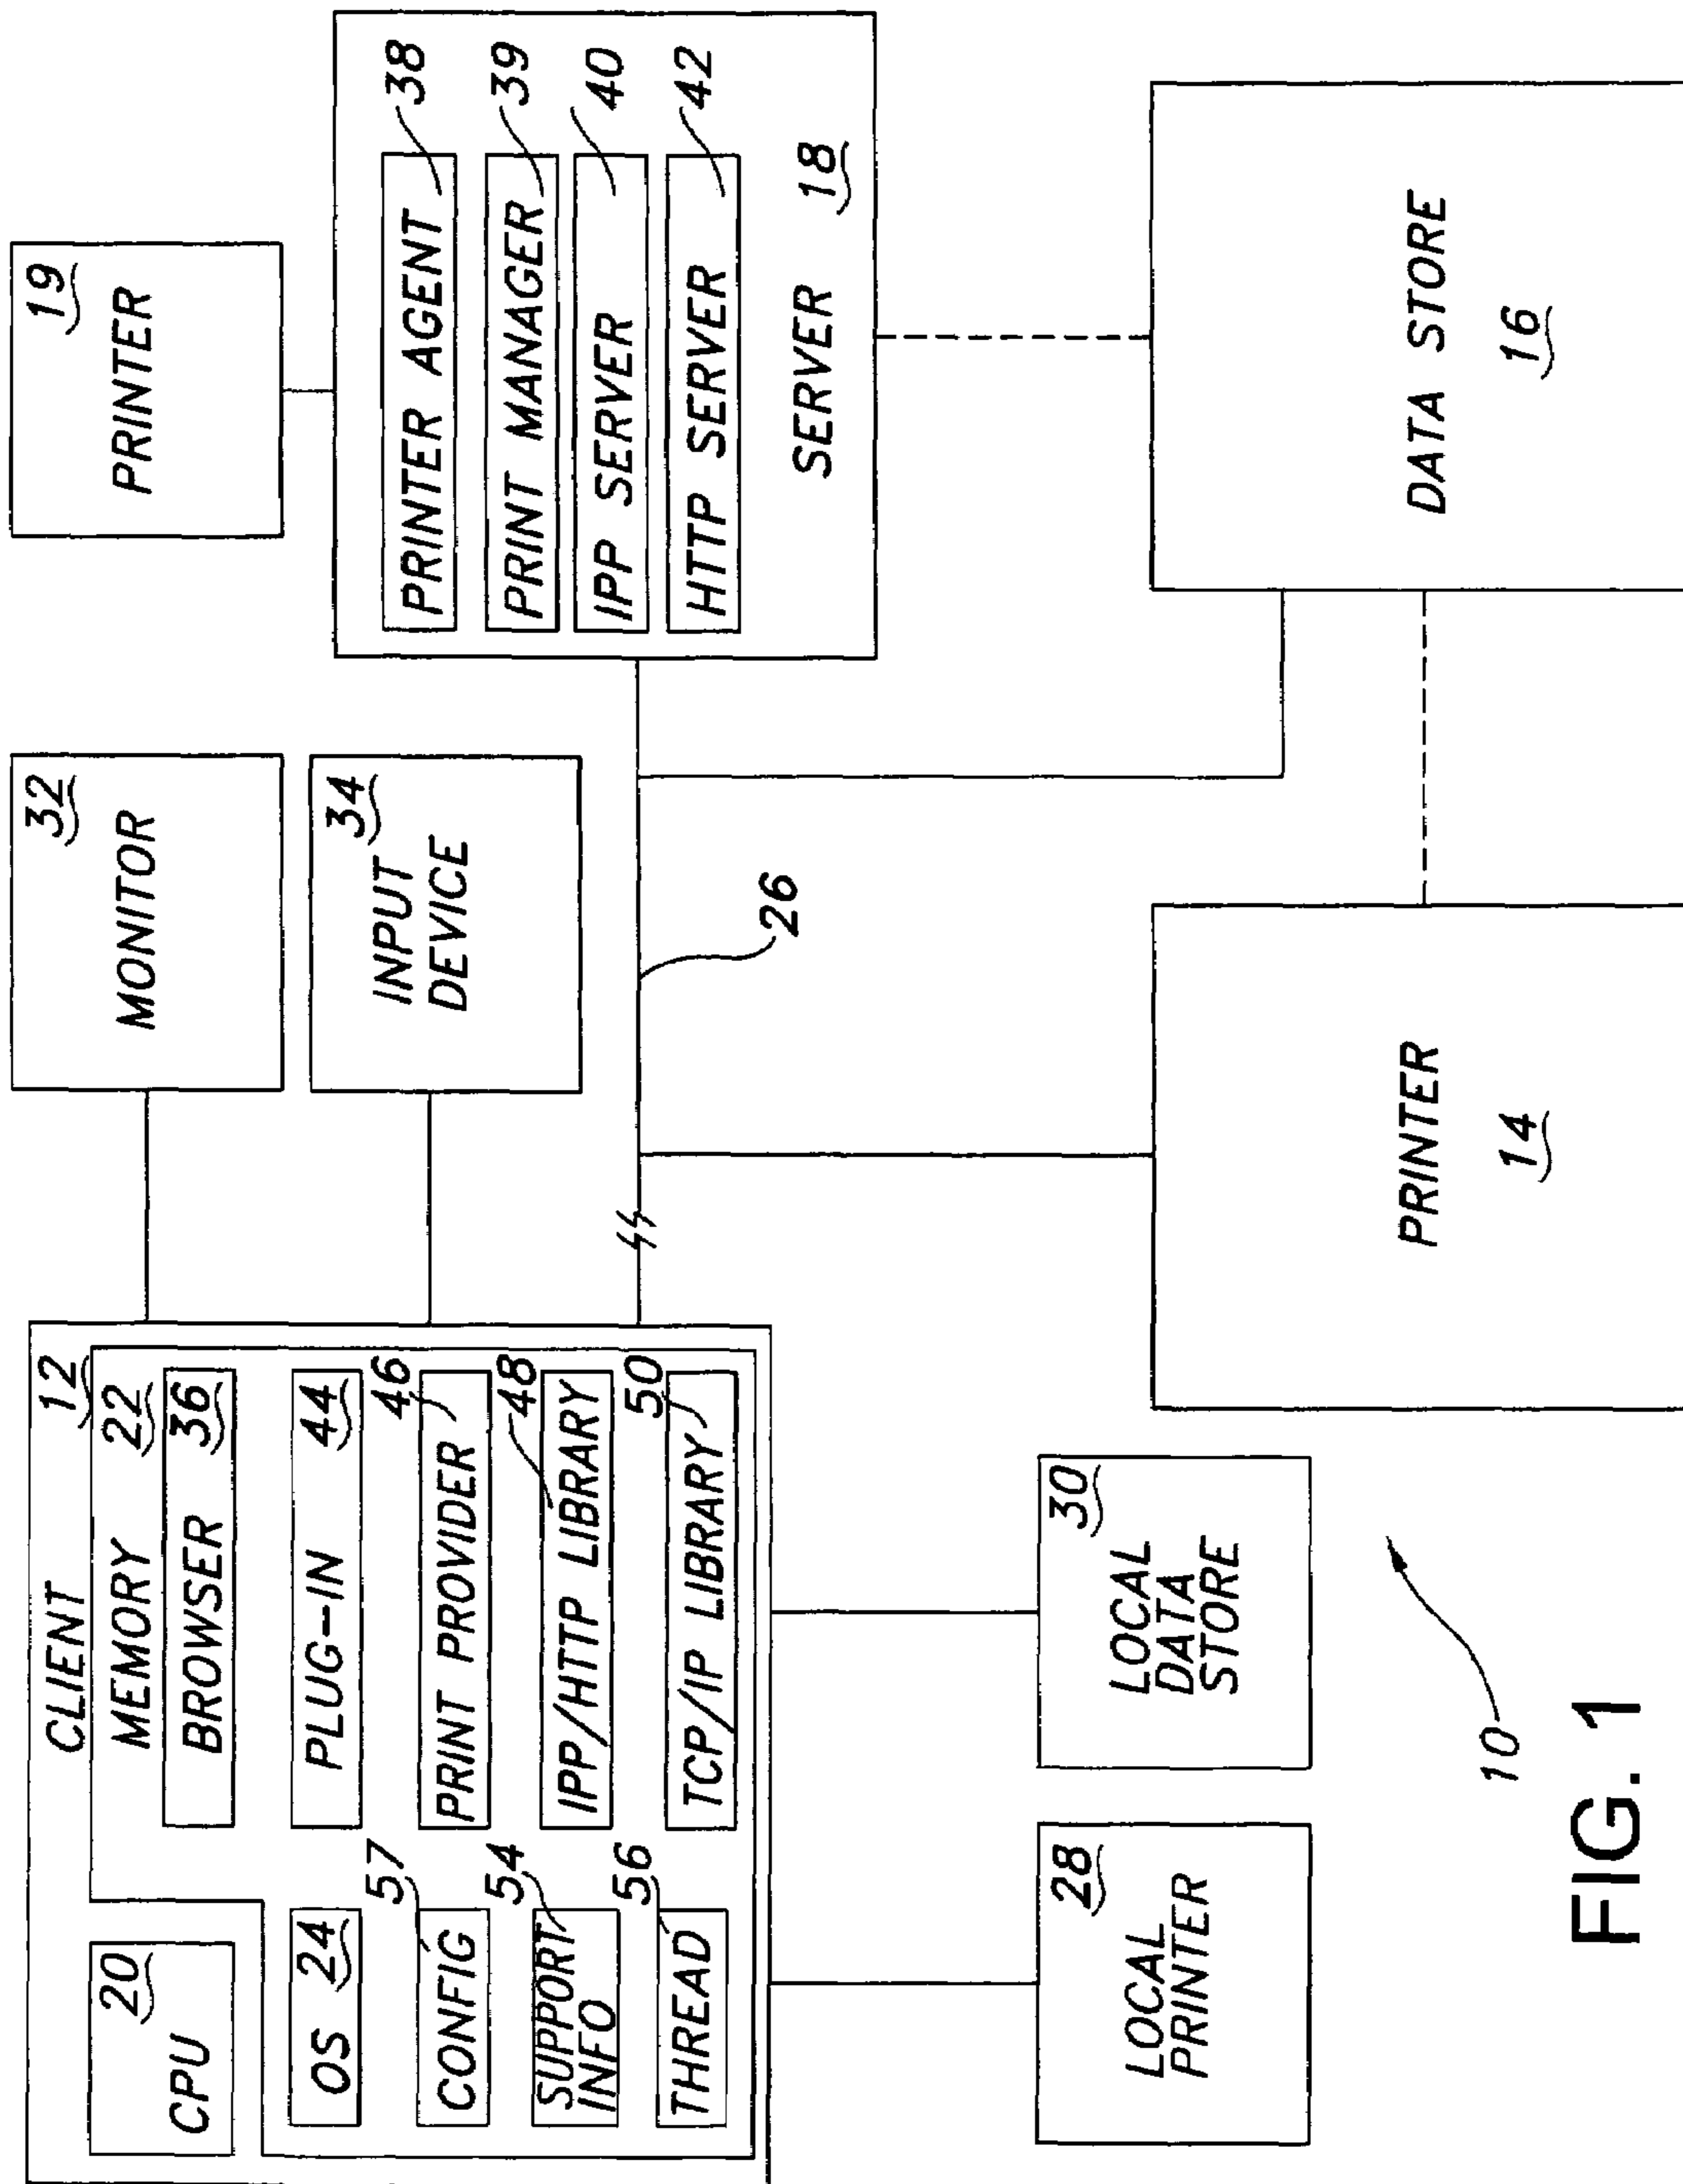 CLIENT 12
CPU 20
MEMORY 22
BROWSER 36
OS 24
PLUG-IN 44
57
46
CONFIG
PRINT PROVIDER
54
48
SUPPORT
INFO
IPP/HTTP LIBRARY
56
50
THREAD
TCP/IP LIBRARY
MONITOR 32
INPUT
DEVICE 34
PRINTER 19
PRINTER AGENT 38
PRINT MANAGER 39
IPP SERVER 40
HTTP SERVER 42
SERVER 18
26
LOCAL
PRINTER
28
LOCAL
DATA
STORE
30
PRINTER
14
DATA STORE
16
10
FIG. 1